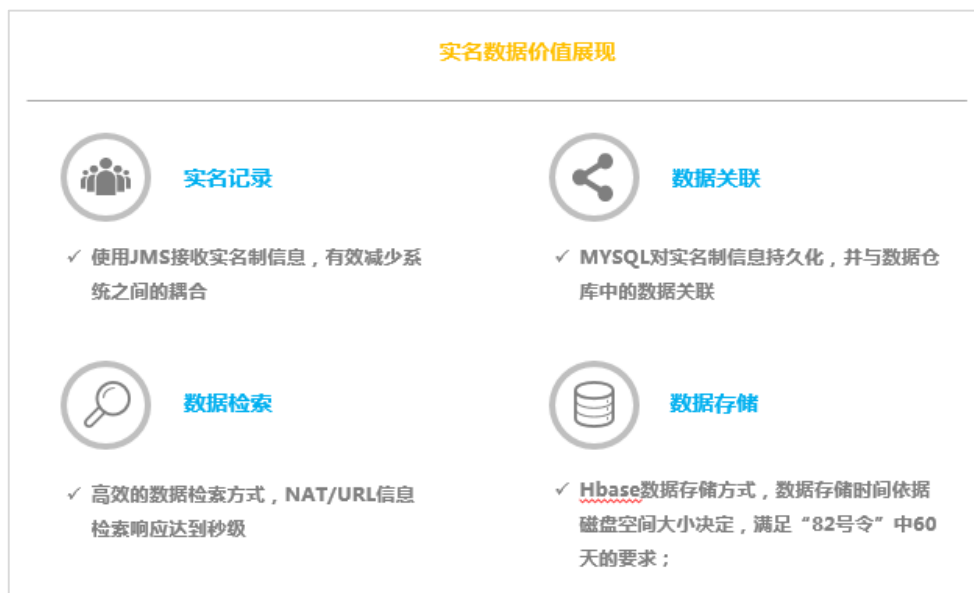 实名数据价值展现
实名记录
✓ 使用JMS接收实名制信息，有效减少系
统之间的耦合
数据关联
✓ MYSQL对实名制信息持久化，并与数据仓
库中的数据关联
数据检索
✓ 高效的数据检索方式，NAT/URL信息
检索响应达到秒级
数据存储
✓ Hbase数据存储方式，数据存储时间依据
磁盘空间大小决定，满足“82号令”中60
天的要求；